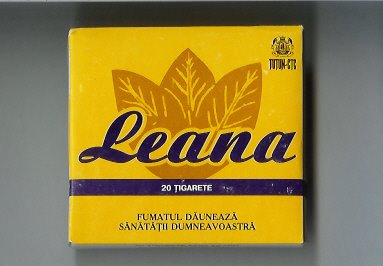 TUTUN-CTC
Leana
20 ŢIGARETE
FUMATUL DĂUNEAZĂ
SĂNĂTĂŢII DUMNEAVOASTRĂ